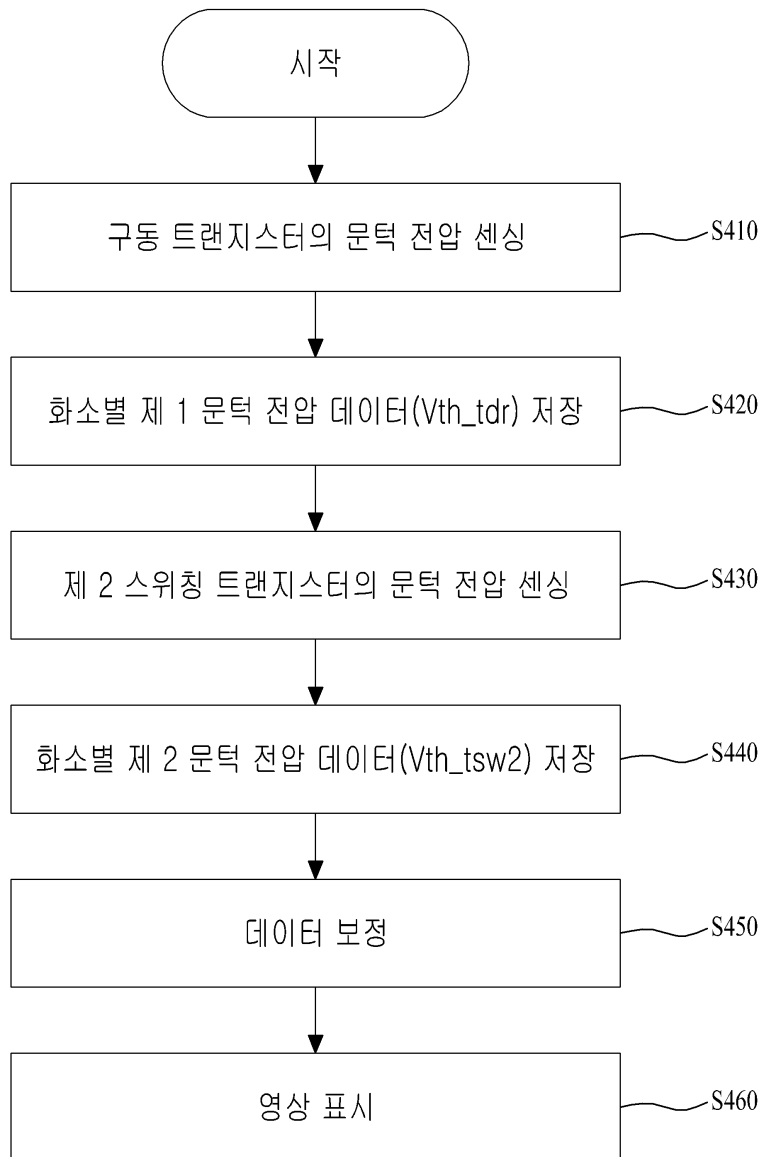 시작
구동 트랜지스터의 문턱 전압 센싱
S410
화소별 제 1 문턱 전압 데이터(Vth_tdr) 저장
S420
제 2 스위칭 트랜지스터의 문턱 전압 센싱
S430
화소별 제 2 문턱 전압 데이터(Vth_tsw2) 저장
S440
데이터 보정
S450
영상 표시
S460